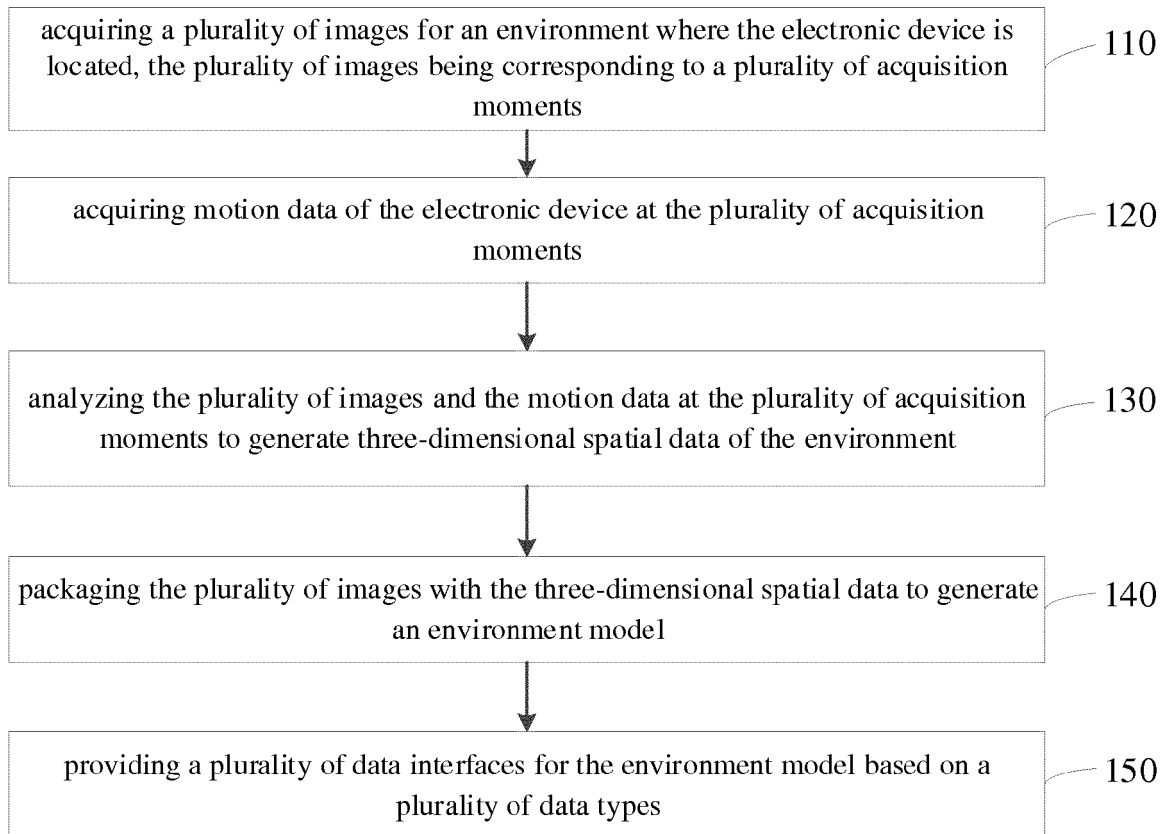 acquiring a plurality of images for an environment where the electronic device is
located, the plurality of images being corresponding to a plurality of acquisition
moments
110
acquiring motion data of the electronic device at the plurality of acquisition
moments
120
analyzing the plurality of images and the motion data at the plurality of acquisition
moments to generate three-dimensional spatial data of the environment
130
packaging the plurality of images with the three-dimensional spatial data to generate
an environment model
140
providing a plurality of data interfaces for the environment model based on a
plurality of data types
150